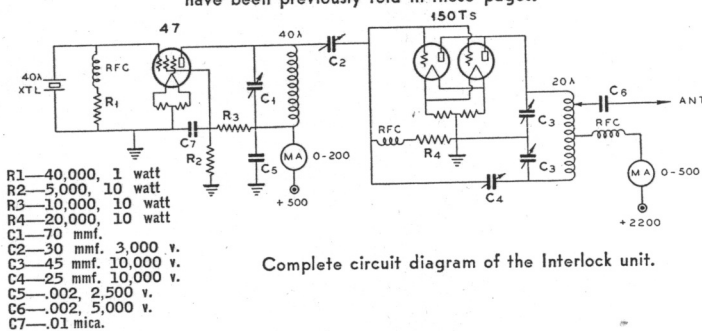 have been previously told in these pages.
47
150Ts
40λ
C2
RFC
40λ
XTL
R1
C1
R3
C7
R2
C5
MA
0-200
+500
20λ
C6
ANT
C3
RFC
RFC
R4
C3
MA
0-500
C4
+2200
R1—40,000, 1 watt
R2—5,000, 10 watt
R3—10,000, 10 watt
R4—20,000, 10 watt
C1—70 mmf.
C2—30 mmf. 3,000 v.
C3—45 mmf. 10,000 v.
C4—25 mmf. 10,000 v.
C5—.002, 2,500 v.
C6—.002, 5,000 v.
C7—.01 mica.
Complete circuit diagram of the Interlock unit.